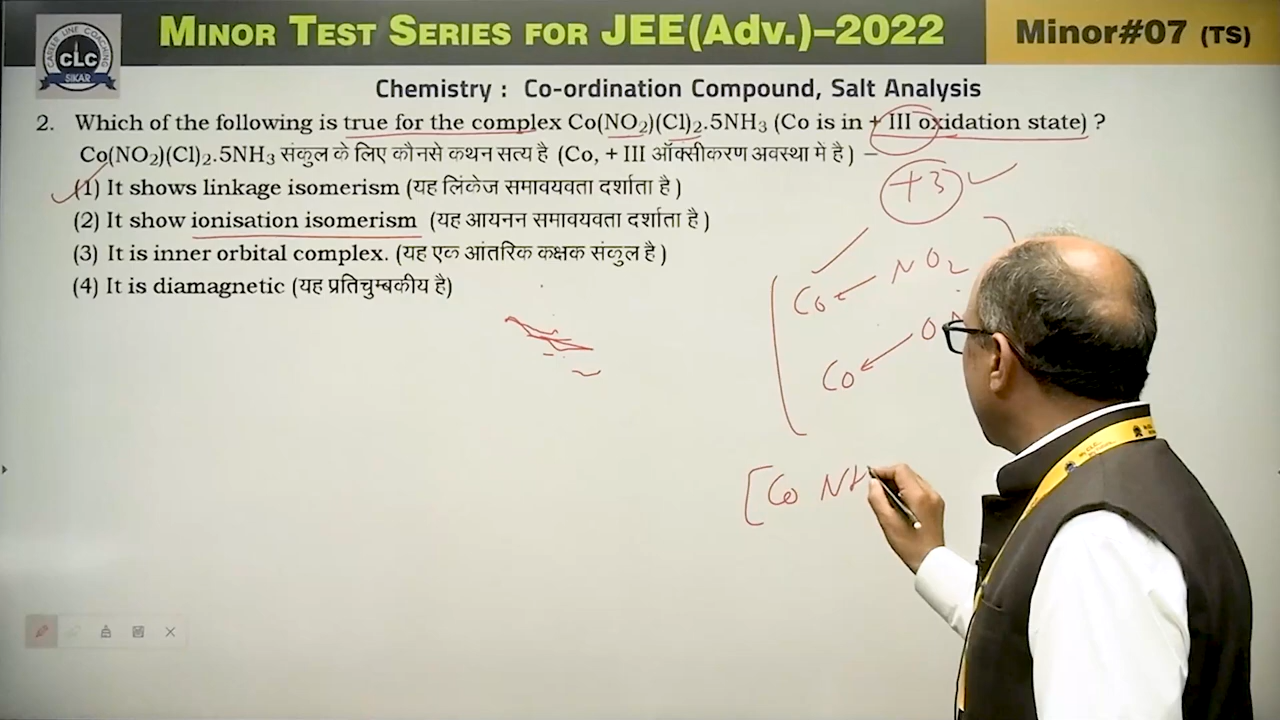 CAREER LINE COACHING
CLC
SIKAR
MINOR TEST SERIES FOR JEE(Adv.)–2022
Minor#07 (TS)
Chemistry : Co-ordination Compound, Salt Analysis
2. Which of the following is true for the complex Co(NO₂)(Cl)₂.5NH₃ (Co is in + III oxidation state) ?
Co(NO₂)(Cl)₂.5NH₃ संकुल के लिए कौनसे कथन सत्य है (Co, + III ऑक्सीकरण अवस्था मे है) –
(1) It shows linkage isomerism (यह लिंकेज समावयवता दर्शाता है)
(2) It show ionisation isomerism (यह आयनन समावयवता दर्शाता है)
(3) It is inner orbital complex. (यह एक आंतरिक कक्षक संकुल है)
(4) It is diamagnetic (यह प्रतिचुम्बकीय है)
+3
Co ← NO₂
Co ← O
[Co NH